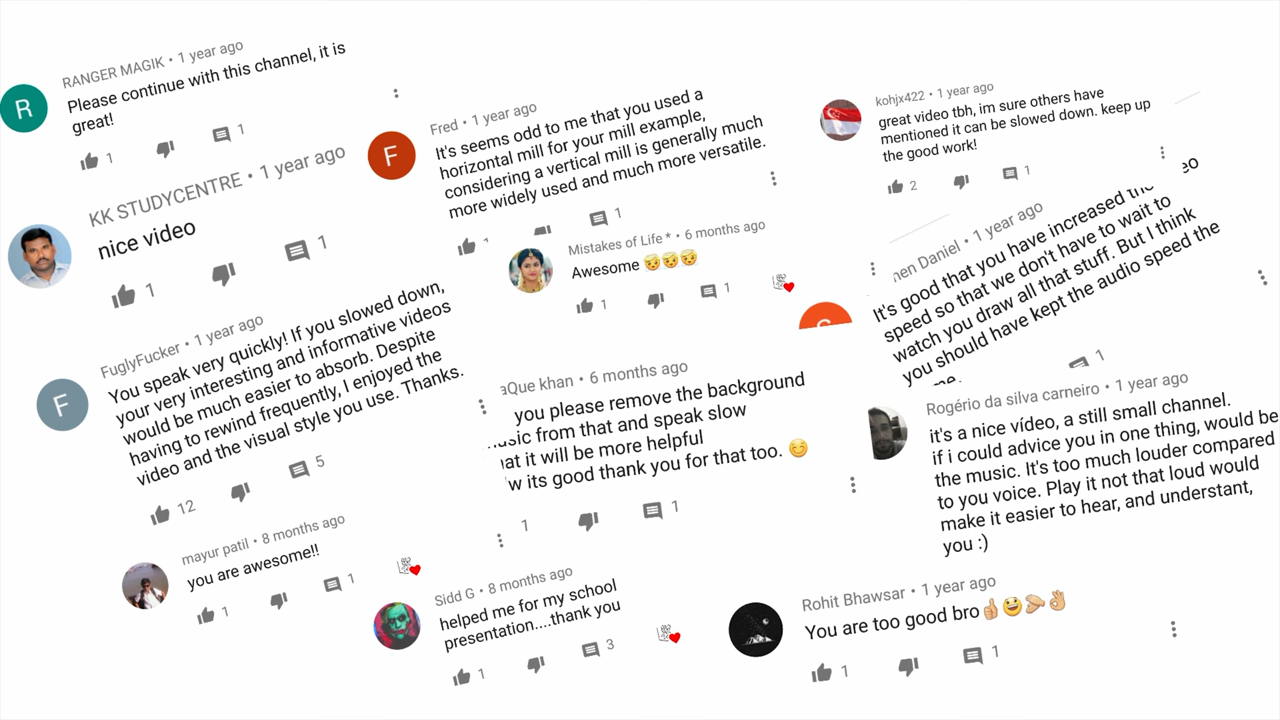 RANGER MAGIK • 1 year ago
Please continue with this channel, it is
great!
R
1
1
KK STUDYCENTRE • 1 year ago
nice video
1
1
FuglyFucker • 1 year ago
You speak very quickly! If you slowed down,
your very interesting and informative videos
would be much easier to absorb. Despite
having to rewind frequently, I enjoyed the
video and the visual style you use. Thanks.
F
12
5
mayur patil • 8 months ago
you are awesome!!
1
1
Fred • 1 year ago
It's seems odd to me that you used a
horizontal mill for your mill example,
considering a vertical mill is generally much
more widely used and much more versatile.
F
1
Mistakes of Life * • 6 months ago
Awesome 😇😇😇
1
1
khan • 6 months ago
you please remove the background
from that and speak slow
it will be more helpful
its good thank you for that too. 😊
1
1
Sidd G • 8 months ago
helped me for my school
presentation....thank you
1
3
kohjx422 • 1 year ago
great video tbh, im sure others have
mentioned it can be slowed down. keep up
the good work!
2
1
Daniel • 1 year ago
It's good that you have increased the
speed so that we don't have to wait to
watch you draw all that stuff. But I think
you should have kept the audio speed the
1
Rogério da silva carneiro • 1 year ago
it's a nice vídeo, a still small channel.
if i could advice you in one thing, would be
the music. It's too much louder compared
to you voice. Play it not that loud would
make it easier to hear, and understant,
you :)
Rohit Bhawsar • 1 year ago
You are too good bro👍😃🫴👌
1
1